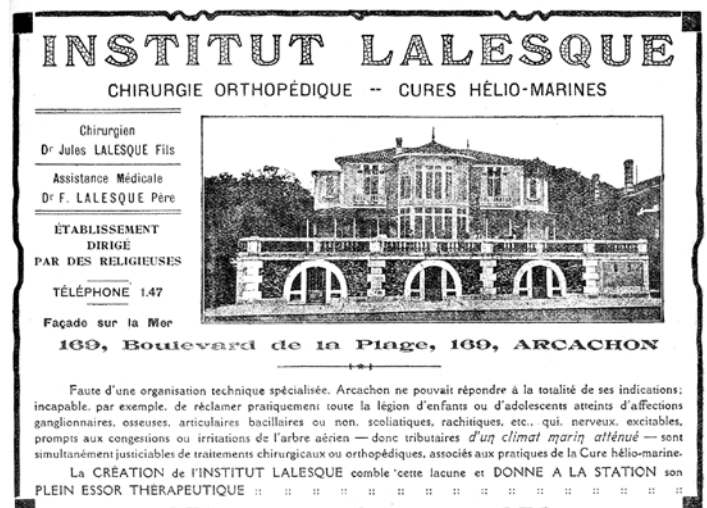 INSTITUT LALESQUE
CHIRURGIE ORTHOPÉDIQUE -- CURES HÉLIO-MARINES
Chirurgien
Dr Jules LALESQUE Fils
Assistance Médicale
Dr F. LALESQUE Père
ÉTABLISSEMENT
DIRIGÉ
PAR DES RELIGIEUSES
TÉLÉPHONE 1.47
Façade sur la Mer
169, Boulevard de la Plage, 169, ARCACHON
Faute d'une organisation technique spécialisée, Arcachon ne pouvait répondre à la totalité de ses indications;
incapable, par exemple, de réclamer pratiquement toute la légion d'enfants ou d'adolescents atteints d'affections
ganglionnaires, osseuses, articulaires bacillaires ou non, scoliatiques, rachitiques, etc., qui, nerveux, excitables,
prompts aux congestions ou irritations de l'arbre aérien — donc tributaires d'un climat marin atténué — sont
simultanément justiciables de traitements chirurgicaux ou orthopédiques, associés aux pratiques de la Cure hélio-marine.
La CRÉATION de l'INSTITUT LALESQUE comble cette lacune et DONNE A LA STATION son
PLEIN ESSOR THÉRAPEUTIQUE :: :: :: :: :: :: :: :: :: :: :: :: :: ::